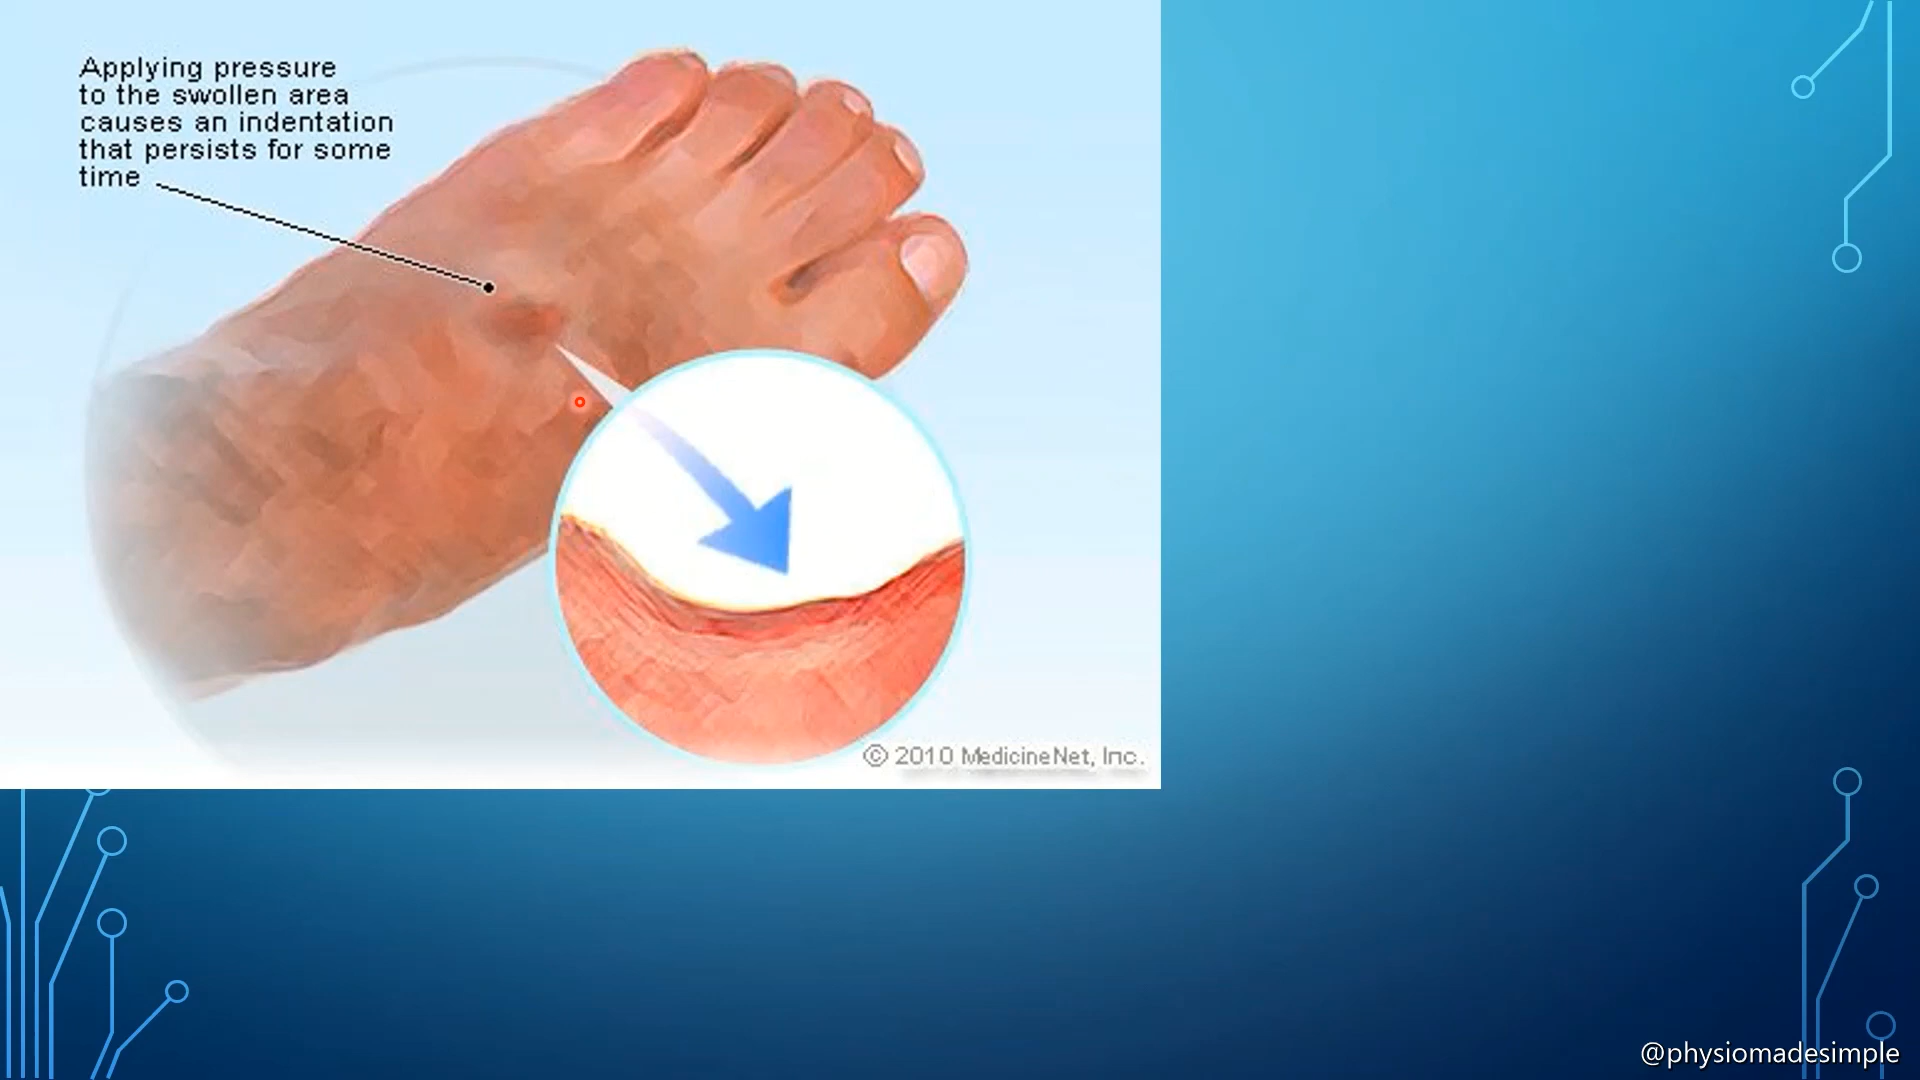 Applying pressure
to the swollen area
causes an indentation
that persists for some
time
© 2010 MedicineNet, Inc.
@physiomadesimple